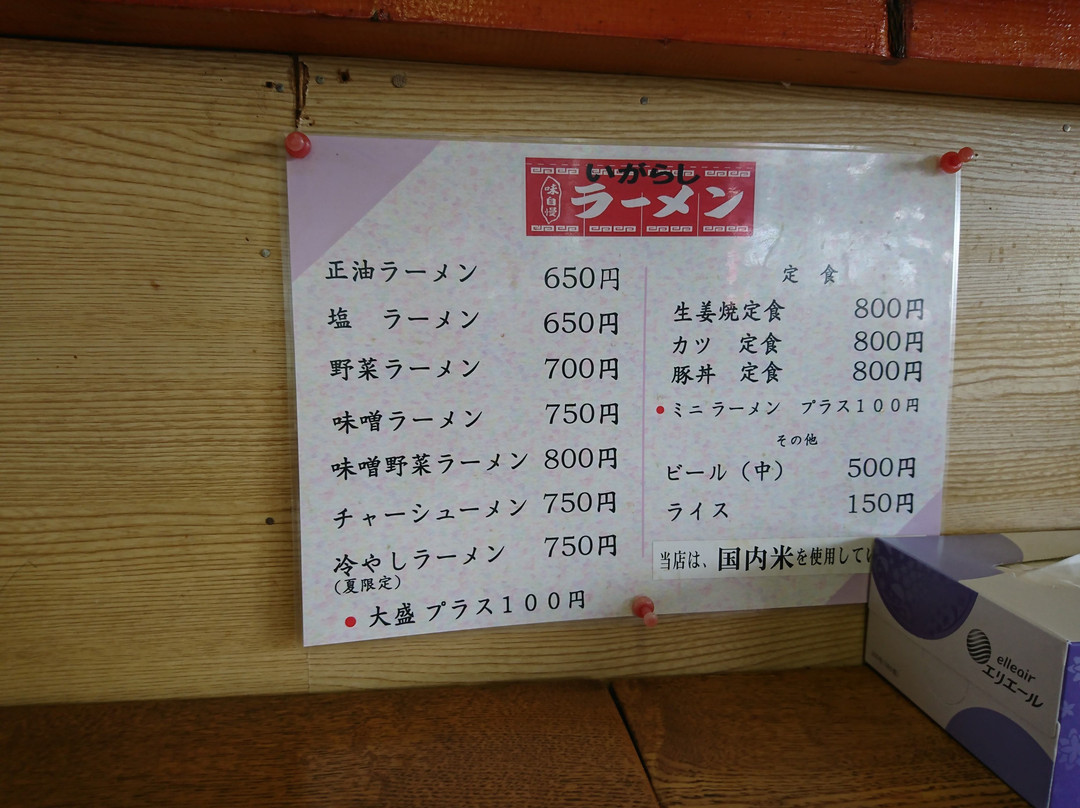 いがらし
味自慢
ラーメン
正油ラーメン 650円
塩　ラーメン 650円
野菜ラーメン 700円
味噌ラーメン 750円
味噌野菜ラーメン 800円
チャーシューメン 750円
冷やしラーメン 750円
(夏限定)
● 大盛 プラス１００円
定　食
生姜焼定食 800円
カツ　定食 800円
豚丼　定食 800円
● ミニラーメン　プラス１００円
その他
ビール（中） 500円
ライス 150円
当店は、国内米を使用してい
elleair
エリエール